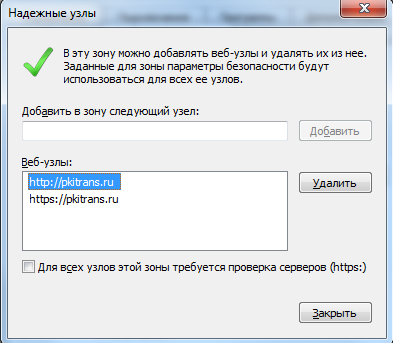 Надежные узлы
В эту зону можно добавлять веб-узлы и удалять их из нее.
Заданные для зоны параметры безопасности будут
использоваться для всех ее узлов.
Добавить в зону следующий узел:
Добавить
Веб-узлы:
http://pkitrans.ru
https://pkitrans.ru
Удалить
Для всех узлов этой зоны требуется проверка серверов (https:)
Закрыть